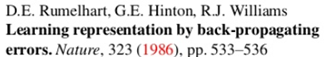 D.E. Rumelhart, G.E. Hinton, R.J. Williams
Learning representation by back-propagating
errors. Nature, 323 (1986), pp. 533–536